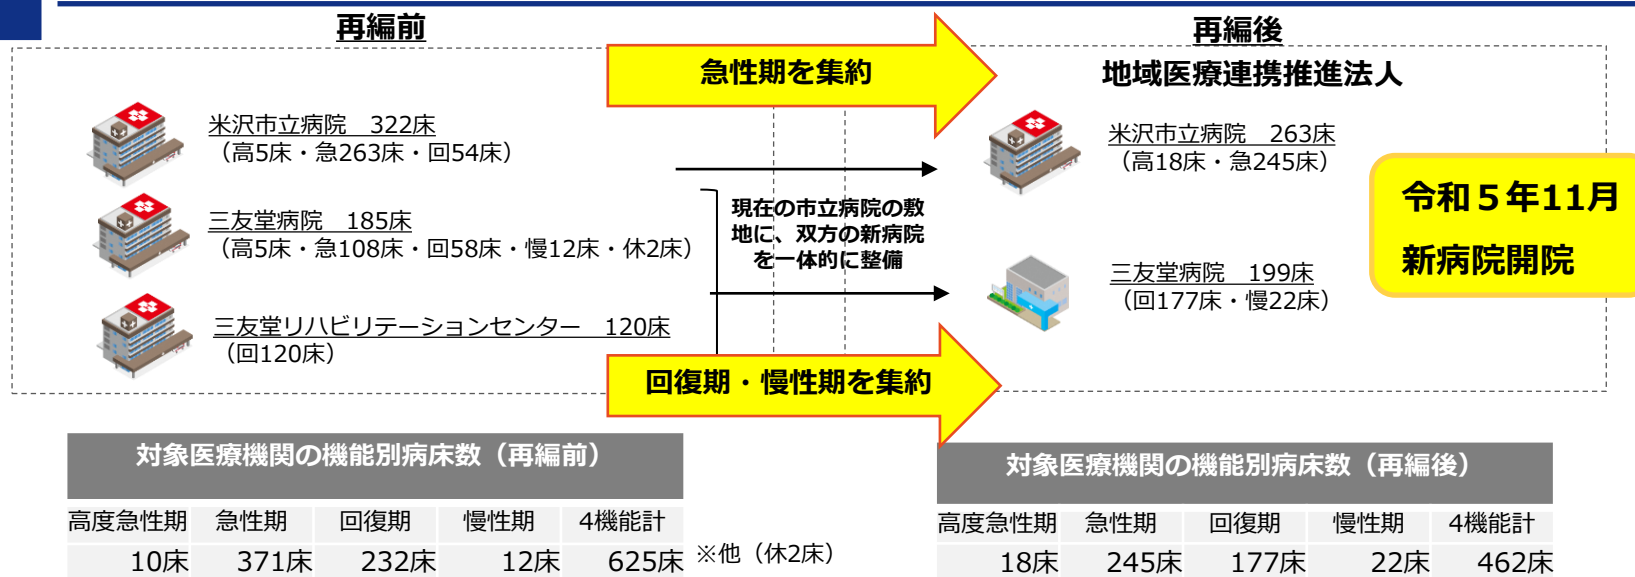 再編前
再編後
急性期を集約
地域医療連携推進法人
米沢市立病院　322床
（高5床・急263床・回54床）
三友堂病院　185床
（高5床・急108床・回58床・慢12床・休2床）
三友堂リハビリテーションセンター　120床
（回120床）
現在の市立病院の敷
地に、双方の新病院
を一体的に整備
米沢市立病院　263床
（高18床・急245床）
三友堂病院　199床
（回177床・慢22床）
令和５年11月
新病院開院
回復期・慢性期を集約
対象医療機関の機能別病床数（再編前）
高度急性期 急性期 回復期 慢性期 4機能計
10床 371床 232床 12床 625床 ※他（休2床）
対象医療機関の機能別病床数（再編後）
高度急性期 急性期 回復期 慢性期 4機能計
18床 245床 177床 22床 462床